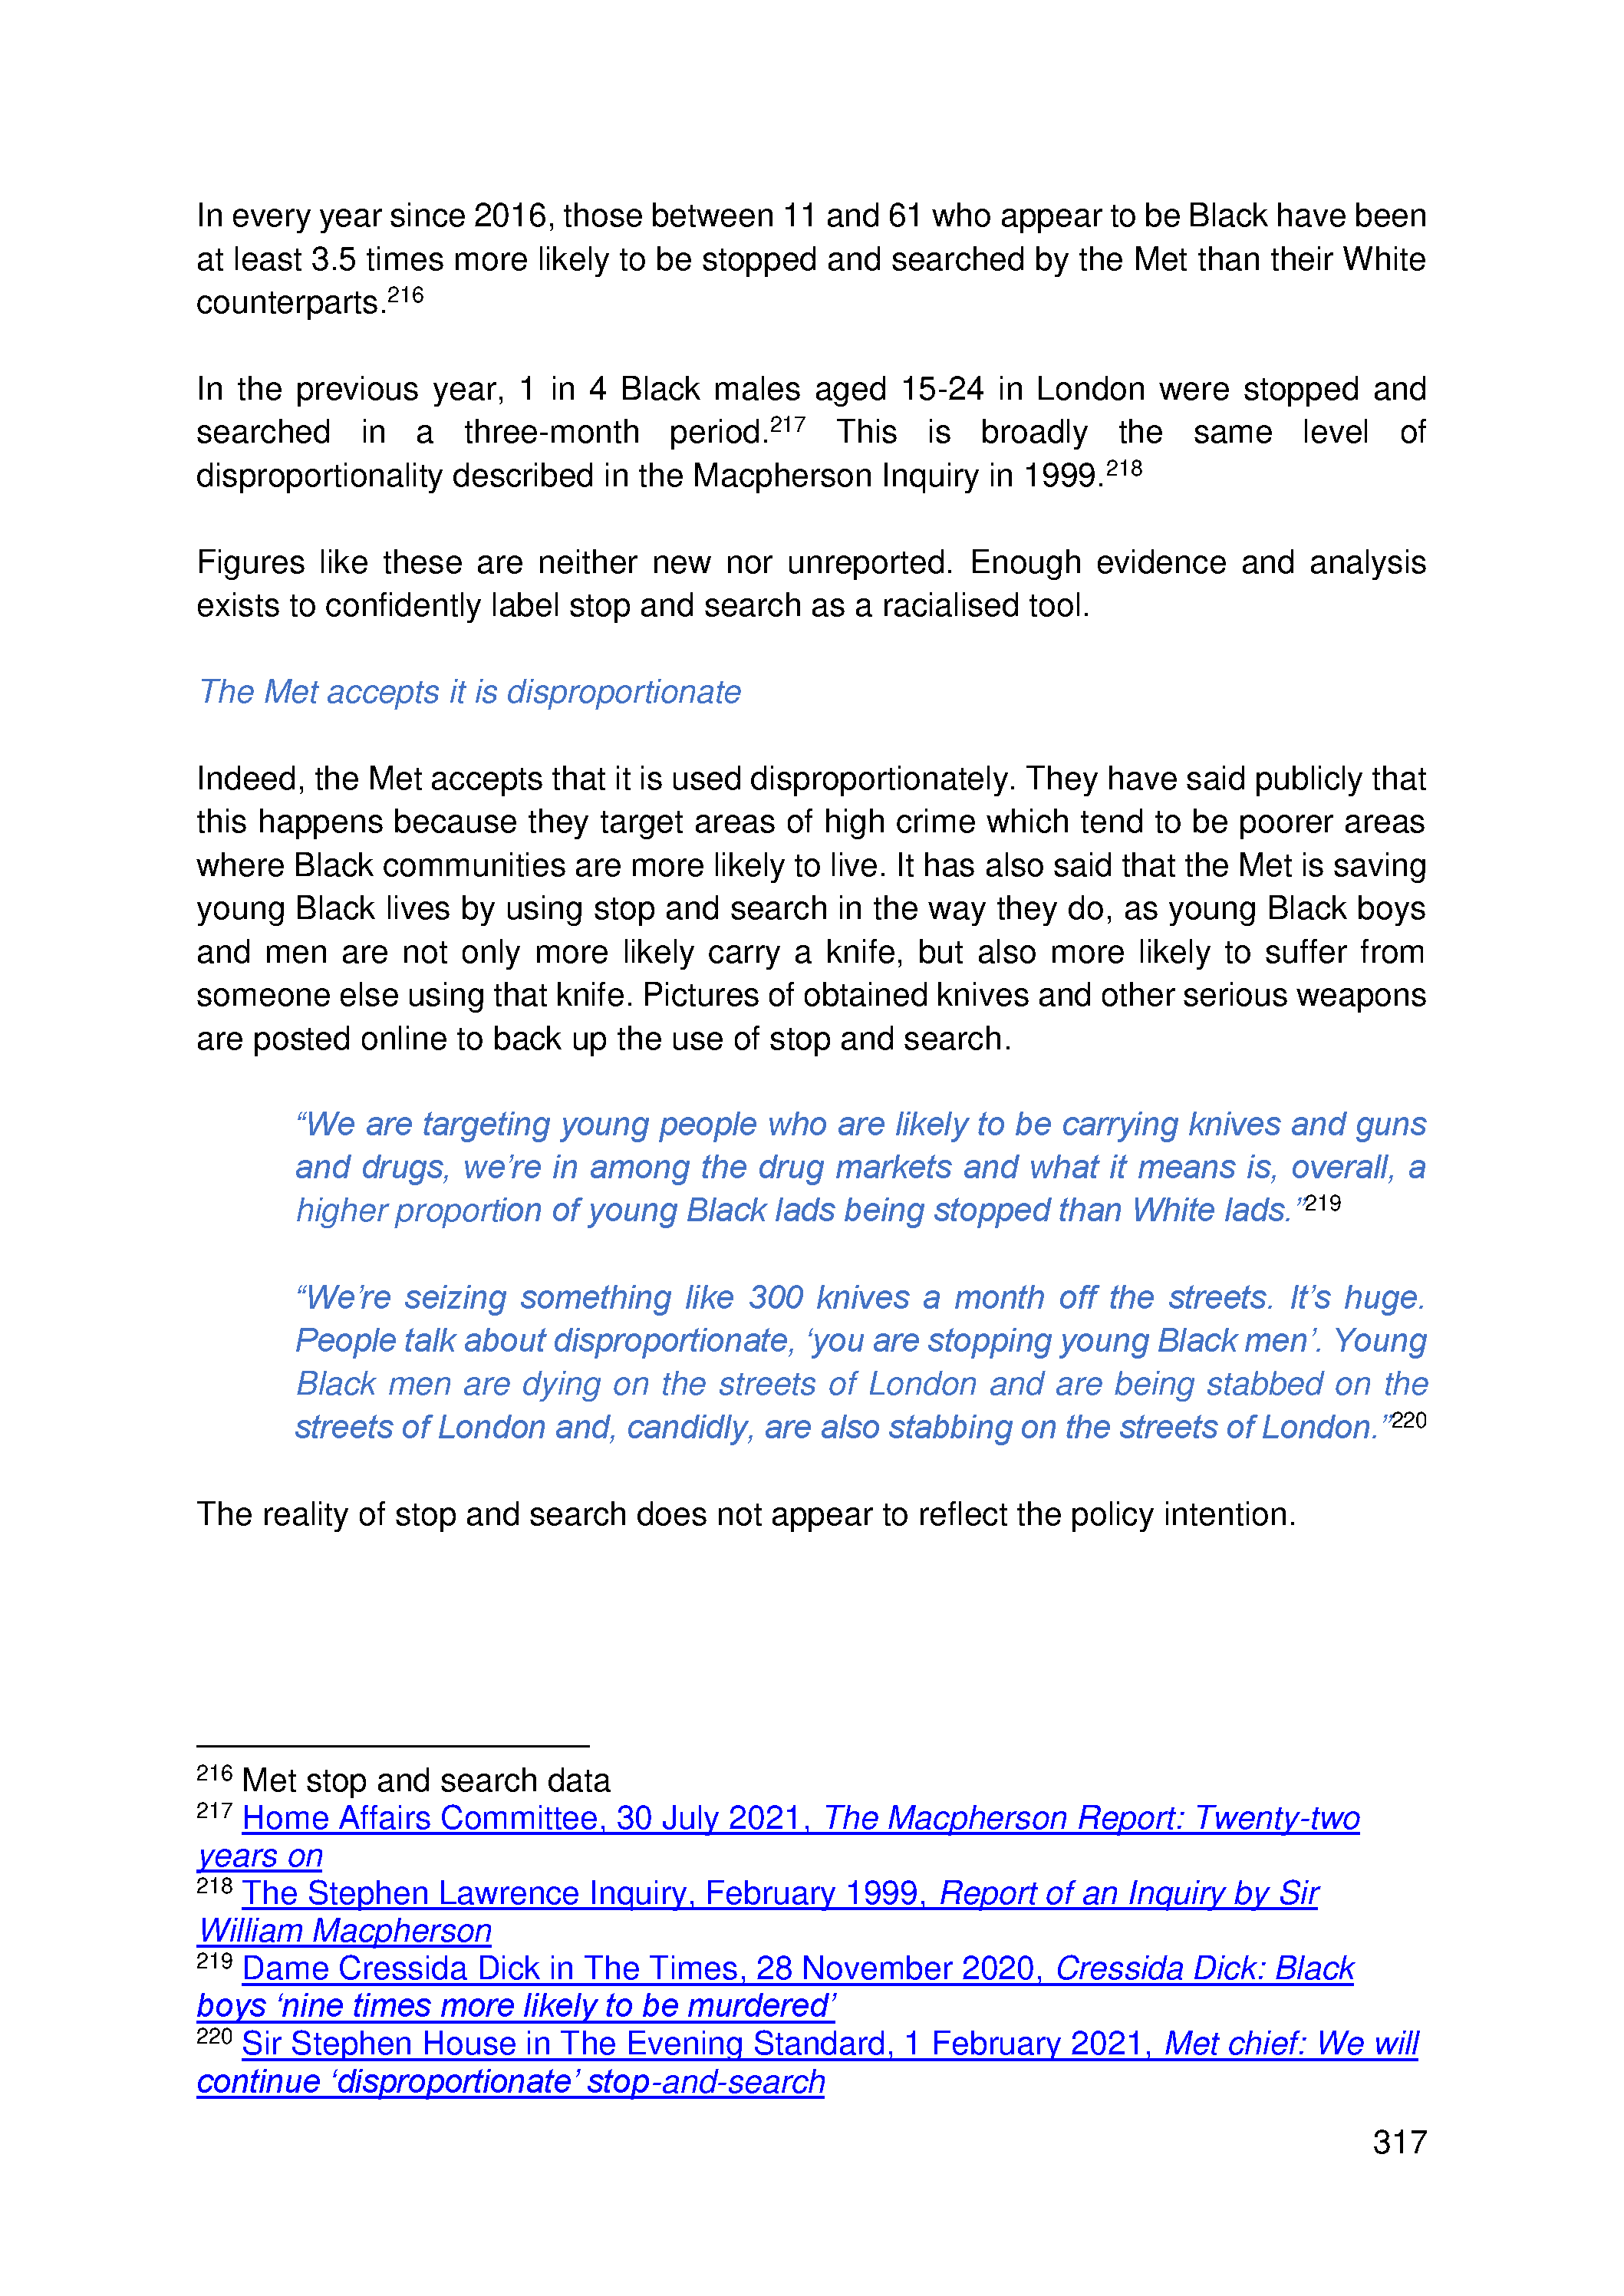 In every year since 2016, those between 11 and 61 who appear to be Black have been
at least 3.5 times more likely to be stopped and searched by the Met than their White
counterparts.216
In the previous year, 1 in 4 Black males aged 15-24 in London were stopped and
searched in a three-month period.217 This is broadly the same level of
disproportionality described in the Macpherson Inquiry in 1999.218
Figures like these are neither new nor unreported. Enough evidence and analysis
exists to confidently label stop and search as a racialised tool.
The Met accepts it is disproportionate
Indeed, the Met accepts that it is used disproportionately. They have said publicly that
this happens because they target areas of high crime which tend to be poorer areas
where Black communities are more likely to live. It has also said that the Met is saving
young Black lives by using stop and search in the way they do, as young Black boys
and men are not only more likely carry a knife, but also more likely to suffer from
someone else using that knife. Pictures of obtained knives and other serious weapons
are posted online to back up the use of stop and search.
“We are targeting young people who are likely to be carrying knives and guns
and drugs, we’re in among the drug markets and what it means is, overall, a
higher proportion of young Black lads being stopped than White lads.”219
“We’re seizing something like 300 knives a month off the streets. It’s huge.
People talk about disproportionate, ‘you are stopping young Black men’. Young
Black men are dying on the streets of London and are being stabbed on the
streets of London and, candidly, are also stabbing on the streets of London.”220
The reality of stop and search does not appear to reflect the policy intention.
216 Met stop and search data
217 Home Affairs Committee, 30 July 2021, The Macpherson Report: Twenty-two
years on
218 The Stephen Lawrence Inquiry, February 1999, Report of an Inquiry by Sir
William Macpherson
219 Dame Cressida Dick in The Times, 28 November 2020, Cressida Dick: Black
boys ‘nine times more likely to be murdered’
220 Sir Stephen House in The Evening Standard, 1 February 2021, Met chief: We will
continue ‘disproportionate’ stop-and-search
317